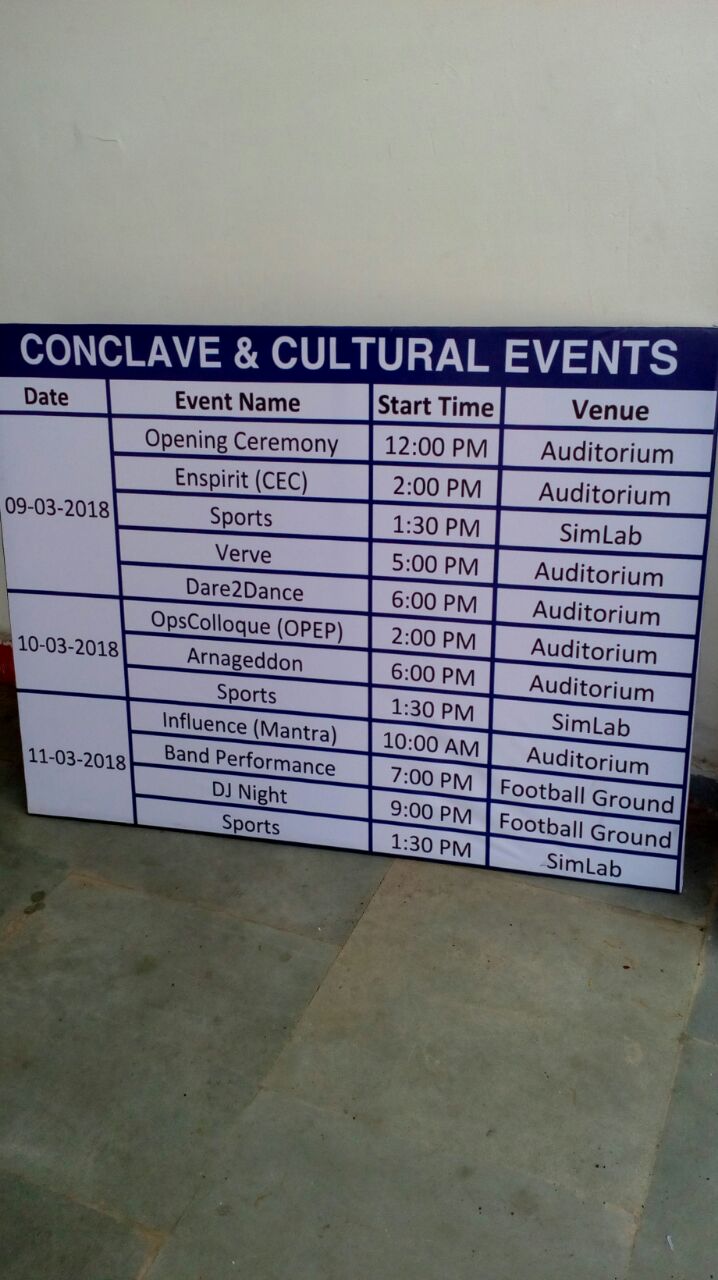 CONCLAVE & CULTURAL EVENTS
Date Event Name Start Time Venue
09-03-2018 Opening Ceremony 12:00 PM Auditorium
Enspirit (CEC) 2:00 PM Auditorium
Sports 1:30 PM SimLab
Verve 5:00 PM Auditorium
Dare2Dance 6:00 PM Auditorium
10-03-2018 OpsColloque (OPEP) 2:00 PM Auditorium
Arnageddon 6:00 PM Auditorium
Sports 1:30 PM SimLab
11-03-2018 Influence (Mantra) 10:00 AM Auditorium
Band Performance 7:00 PM Football Ground
DJ Night 9:00 PM Football Ground
Sports 1:30 PM SimLab